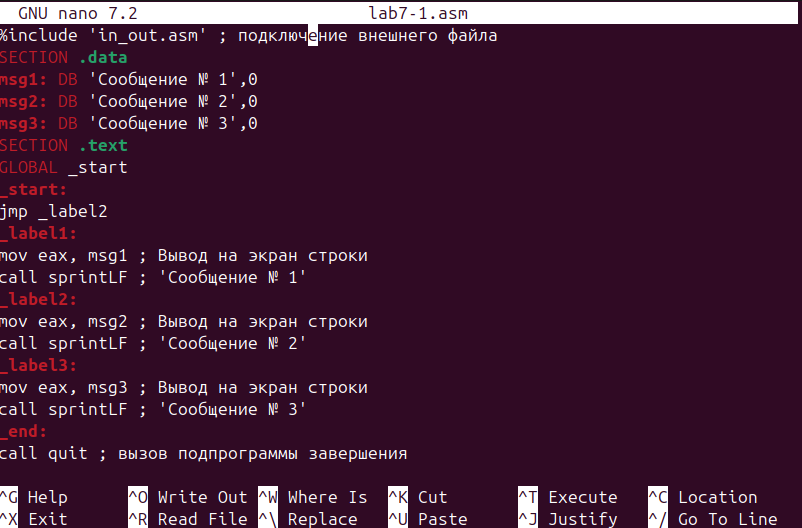 GNU nano 7.2 lab7-1.asm
%include 'in_out.asm' ; подключение внешнего файла
SECTION .data
msg1: DB 'Сообщение № 1',0
msg2: DB 'Сообщение № 2',0
msg3: DB 'Сообщение № 3',0
SECTION .text
GLOBAL _start
_start:
jmp _label2
_label1:
mov eax, msg1 ; Вывод на экран строки
call sprintLF ; 'Сообщение № 1'
_label2:
mov eax, msg2 ; Вывод на экран строки
call sprintLF ; 'Сообщение № 2'
_label3:
mov eax, msg3 ; Вывод на экран строки
call sprintLF ; 'Сообщение № 3'
_end:
call quit ; вызов подпрограммы завершения
^G Help ^O Write Out ^W Where Is ^K Cut ^T Execute ^C Location
^X Exit ^R Read File ^\ Replace ^U Paste ^J Justify ^/ Go To Line